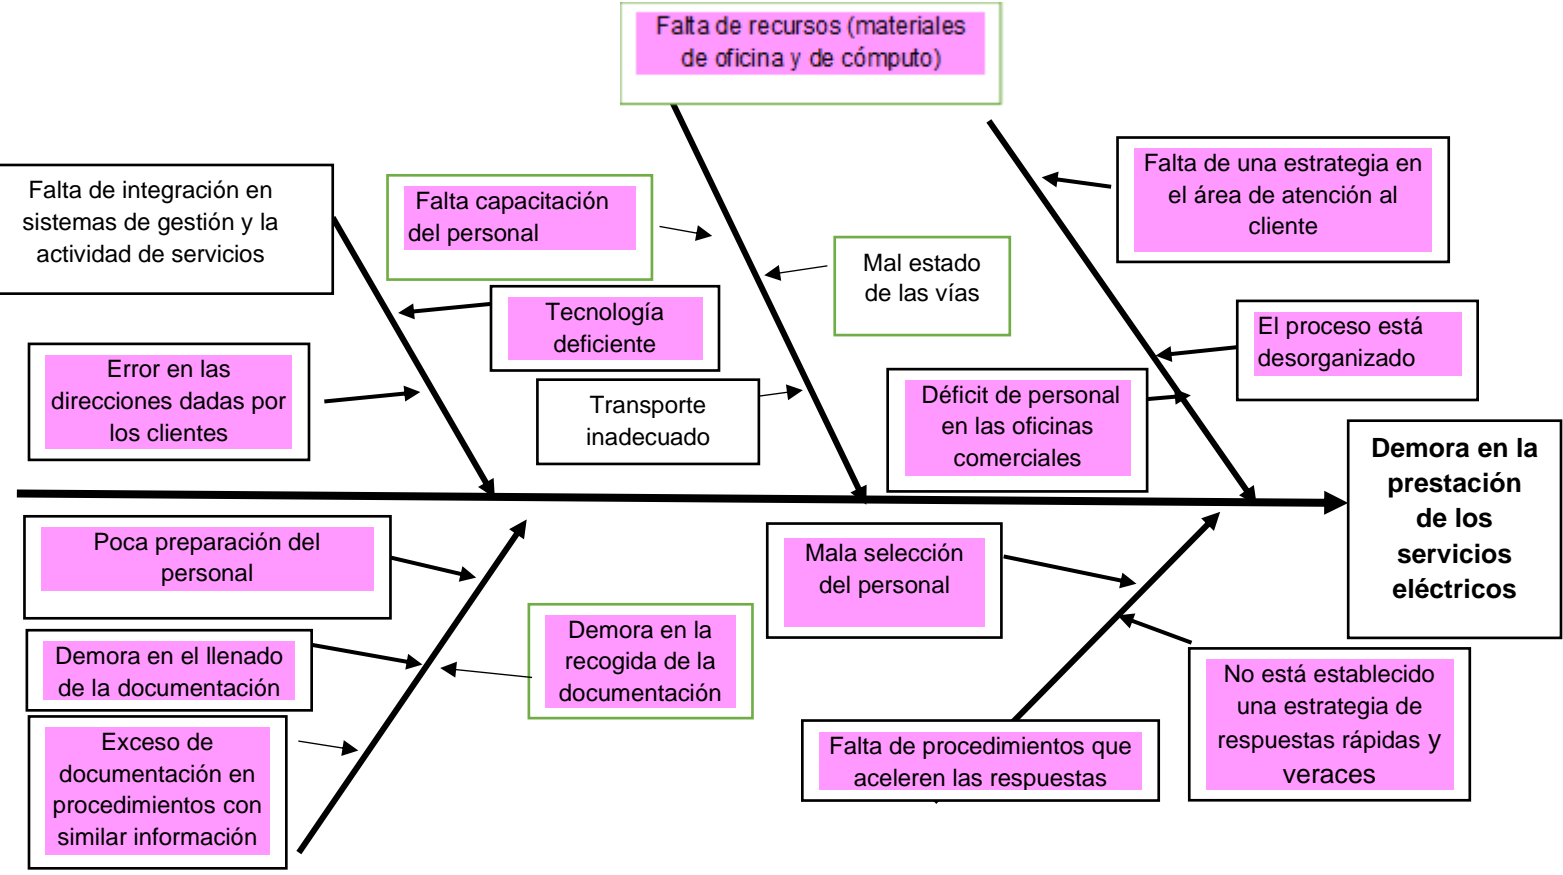 Falta de recursos (materiales
de oficina y de cómputo)
Falta de integración en
sistemas de gestión y la
actividad de servicios
Falta capacitación
del personal
Falta de una estrategia en
el área de atención al
cliente
Mal estado
de las vías
Tecnología
deficiente
El proceso está
desorganizado
Error en las
direcciones dadas por
los clientes
Transporte
inadecuado
Déficit de personal
en las oficinas
comerciales
Demora en la
prestación
de los
servicios
eléctricos
Poca preparación del
personal
Mala selección
del personal
Demora en el llenado
de la documentación
Demora en la
recogida de la
documentación
No está establecido
una estrategia de
respuestas rápidas y
veraces
Exceso de
documentación en
procedimientos con
similar información
Falta de procedimientos que
aceleren las respuestas